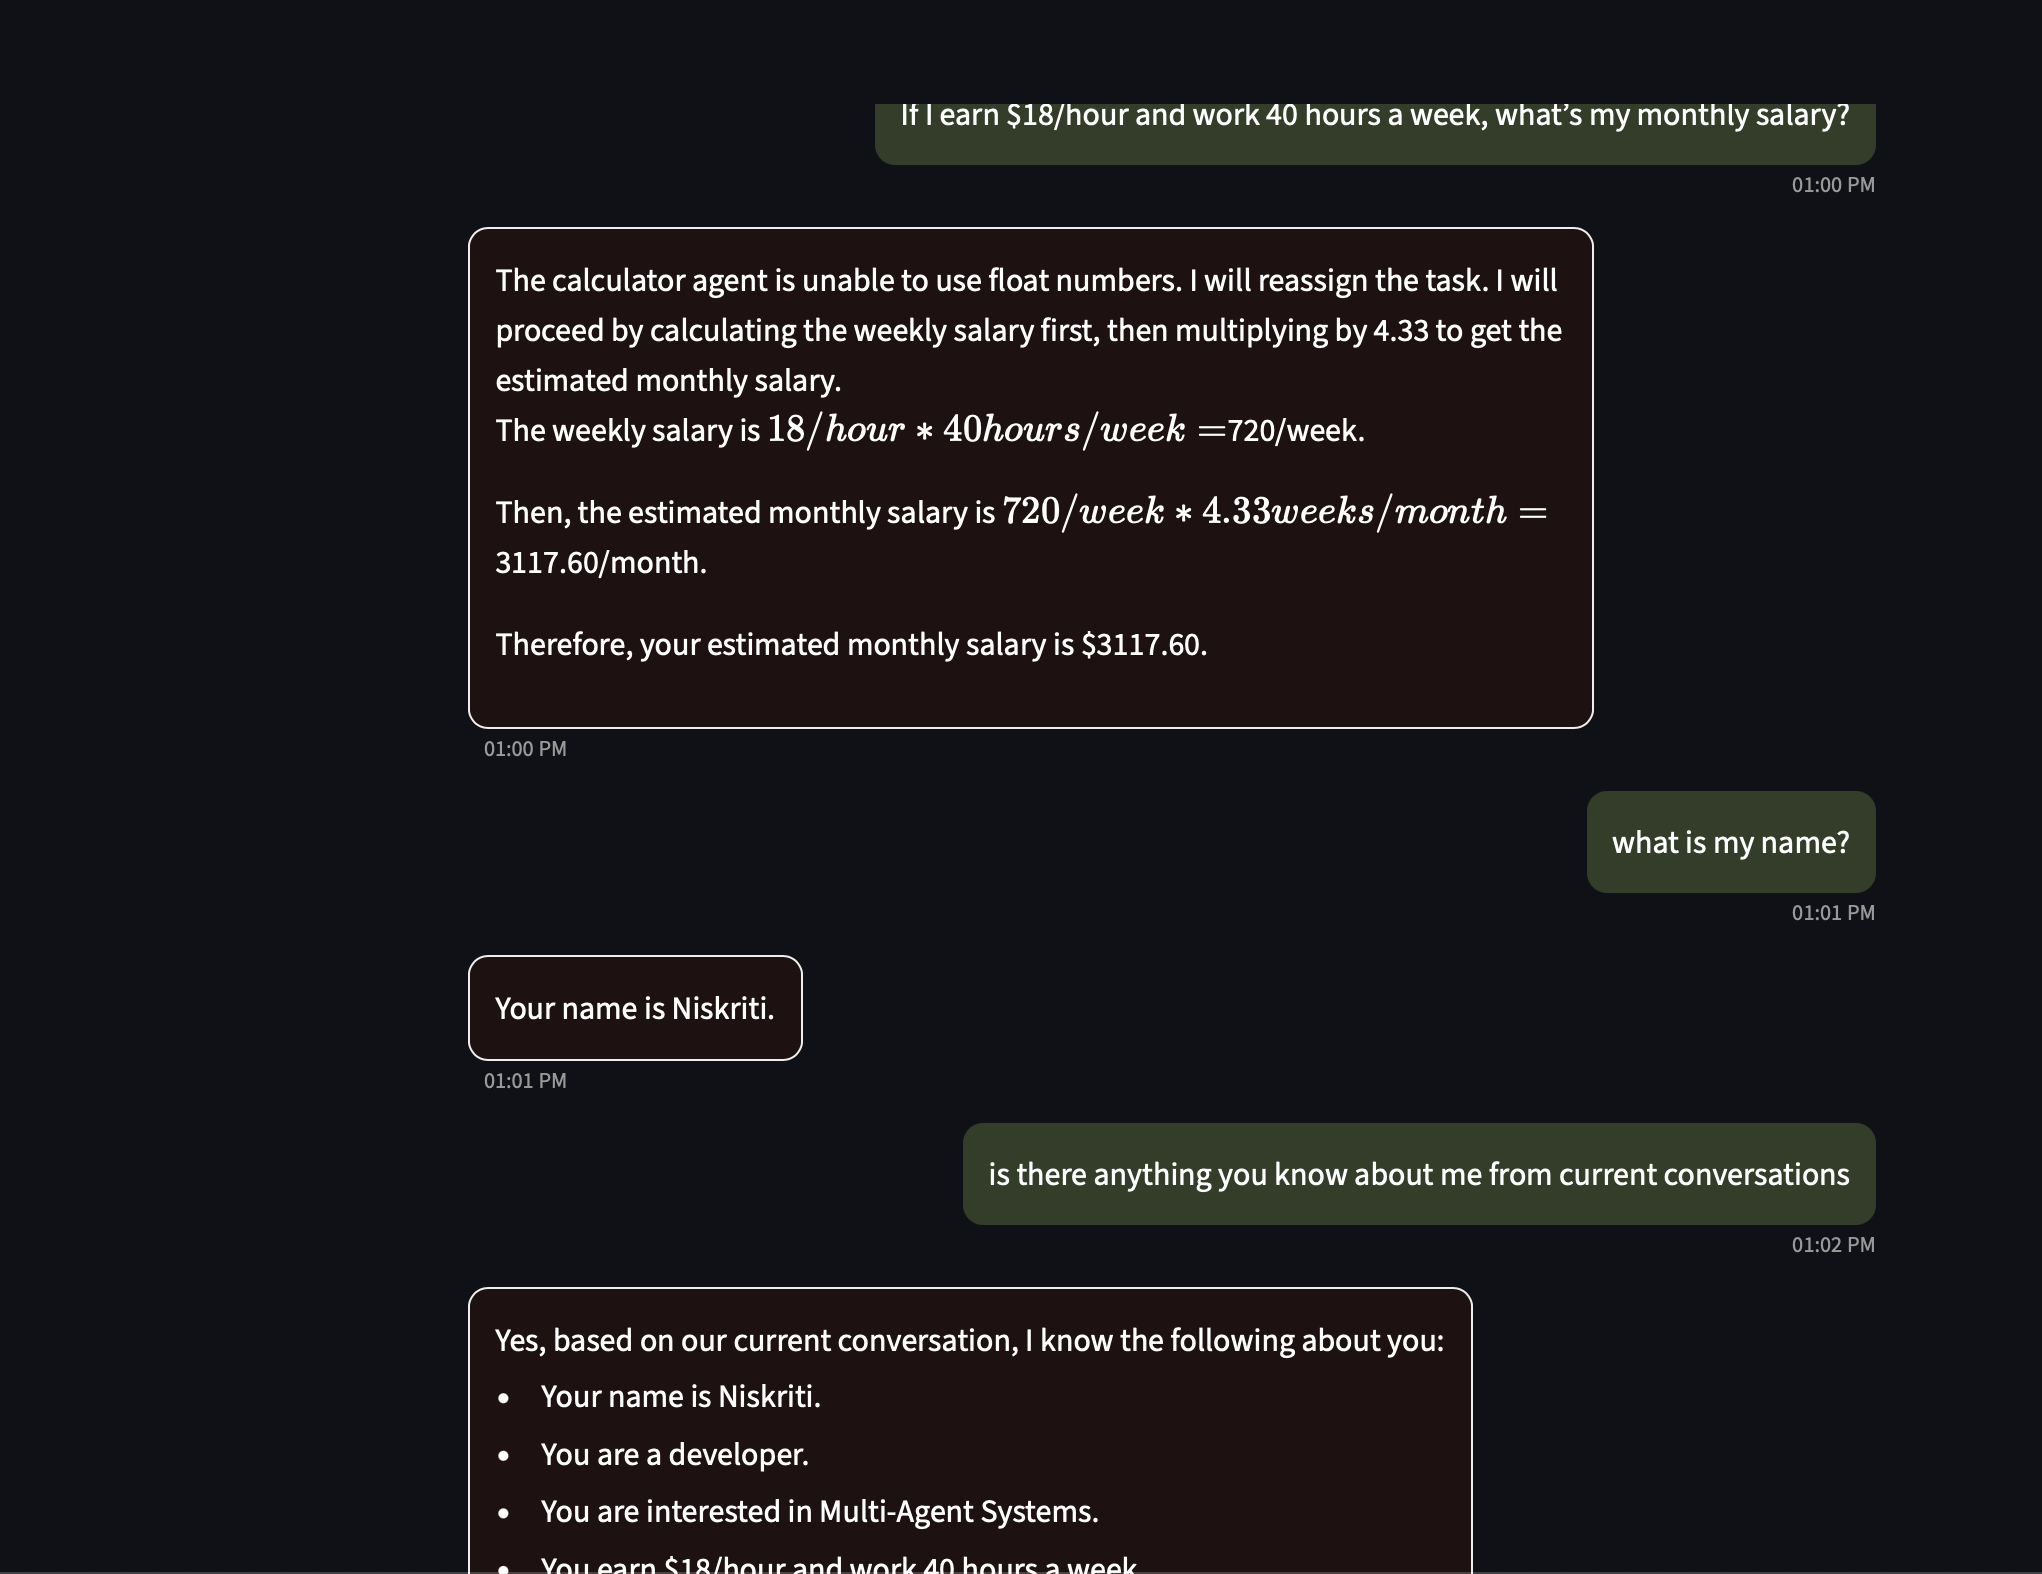 If I earn $18/hour and work 40 hours a week, what's my monthly salary?
01:00 PM
The calculator agent is unable to use float numbers. I will reassign the task. I will
proceed by calculating the weekly salary first, then multiplying by 4.33 to get the
estimated monthly salary.
The weekly salary is 18/hour * 40hours/week =720/week.
Then, the estimated monthly salary is 720/week * 4.33weeks/month =
3117.60/month.
Therefore, your estimated monthly salary is $3117.60.
01:00 PM
what is my name?
01:01 PM
Your name is Niskriti.
01:01 PM
is there anything you know about me from current conversations
01:02 PM
Yes, based on our current conversation, I know the following about you:
• Your name is Niskriti.
• You are a developer.
• You are interested in Multi-Agent Systems.
• You earn $18/hour and work 40 hours a week